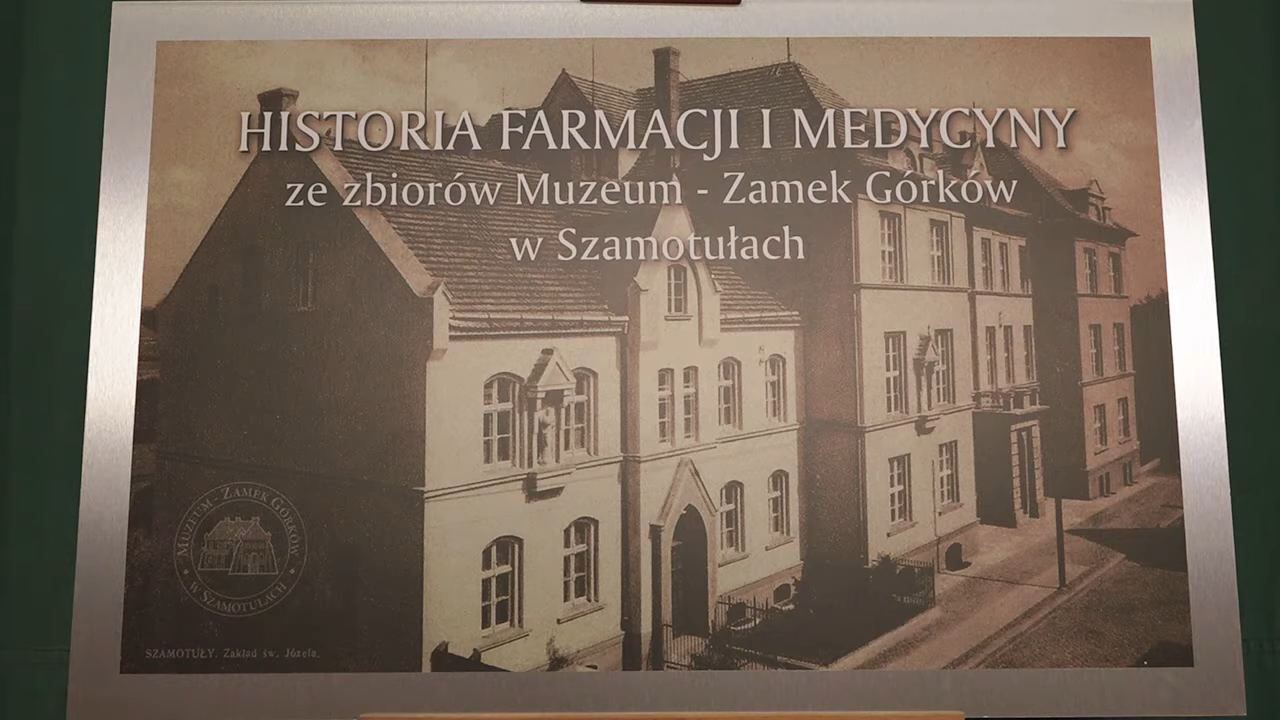 HISTORIA FARMACJI I MEDYCYNY
ze zbiorów Muzeum - Zamek Górków
w Szamotułach
MUZEUM - ZAMEK GÓRKÓW
W SZAMOTUŁACH
SZAMOTUŁY. Zakład św. Józefa.